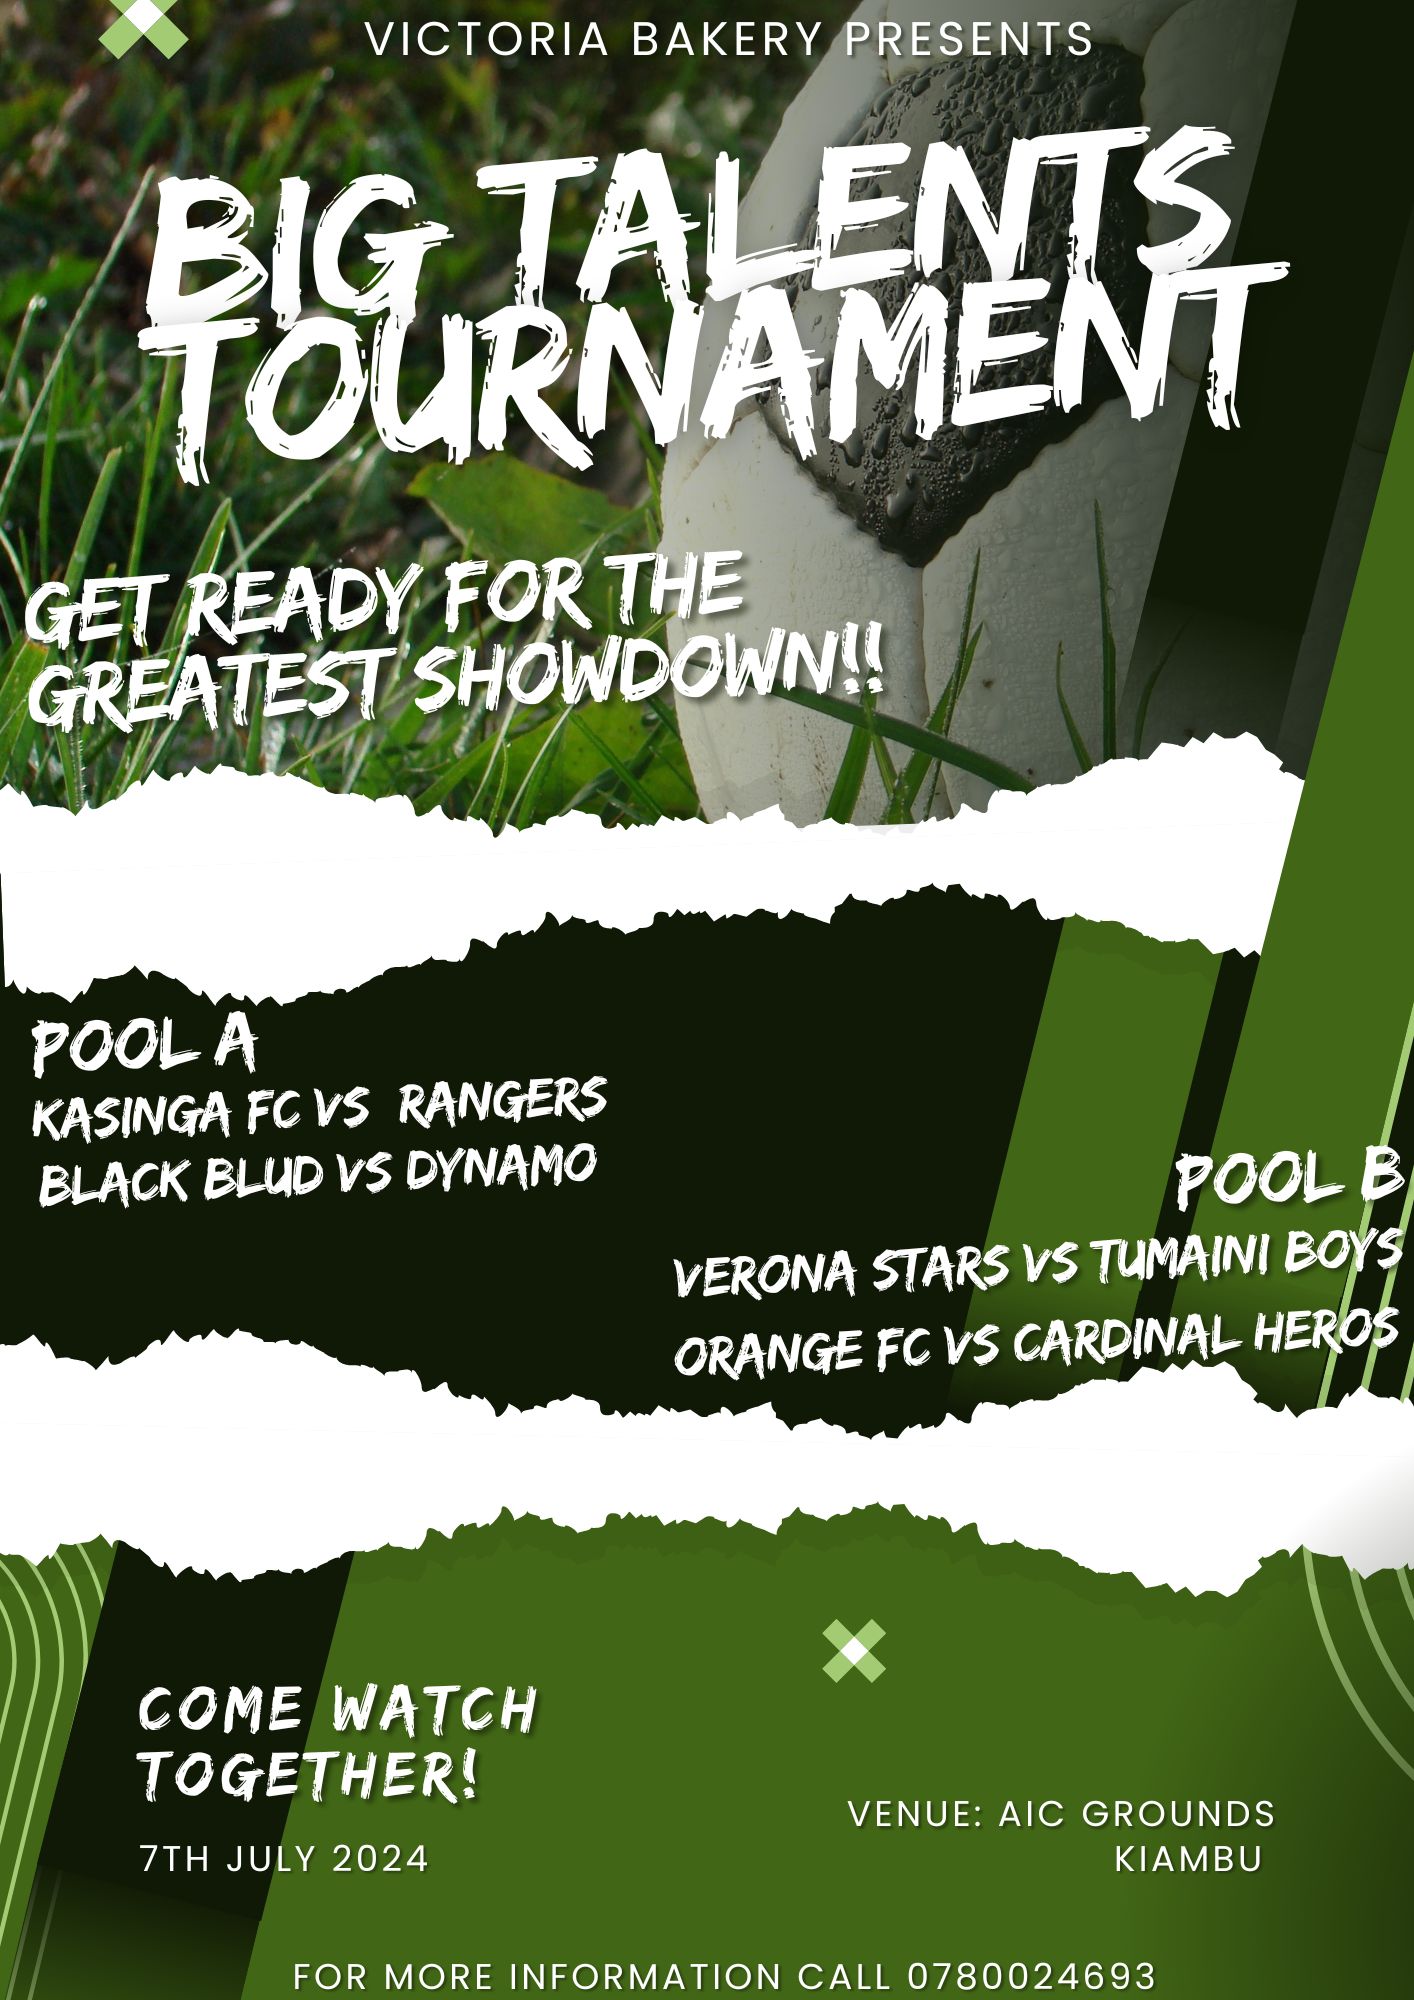 VICTORIA BAKERY PRESENTS
BIG TALENTS
TOURNAMENT
GET READY FOR THE
GREATEST SHOWDOWN!!
POOL A
KASINGA FC VS RANGERS
BLACK BLUD VS DYNAMO
POOL B
VERONA STARS VS TUMAINI BOYS
ORANGE FC VS CARDINAL HEROS
COME WATCH
TOGETHER!
7TH JULY 2024
VENUE: AIC GROUNDS
KIAMBU
FOR MORE INFORMATION CALL 0780024693